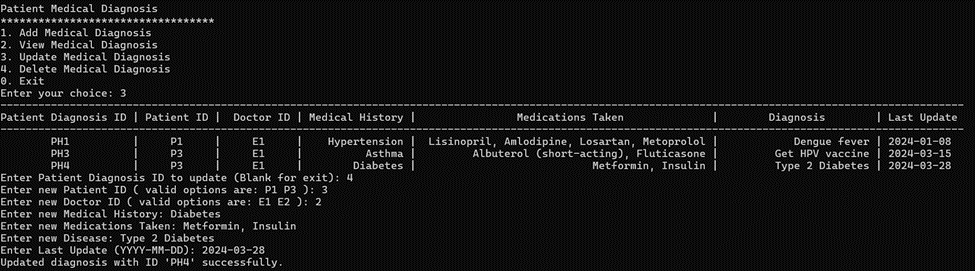 Patient Medical Diagnosis
**********************************
1. Add Medical Diagnosis
2. View Medical Diagnosis
3. Update Medical Diagnosis
4. Delete Medical Diagnosis
0. Exit
Enter your choice: 3
Patient Diagnosis ID | Patient ID | Doctor ID | Medical History | Medications Taken | Diagnosis | Last Update
PH1 | P1 | E1 | Hypertension | Lisinopril, Amlodipine, Losartan, Metoprolol | Dengue fever | 2024-01-08
PH3 | P3 | E1 | Asthma | Albuterol (short-acting), Fluticasone | Get HPV vaccine | 2024-03-15
PH4 | P3 | E1 | Diabetes | Metformin, Insulin | Type 2 Diabetes | 2024-03-28
Enter Patient Diagnosis ID to update (Blank for exit): 4
Enter new Patient ID ( valid options are: P1 P3 ): 3
Enter new Doctor ID ( valid options are: E1 E2 ): 2
Enter new Medical History: Diabetes
Enter new Medications Taken: Metformin, Insulin
Enter new Disease: Type 2 Diabetes
Enter Last Update (YYYY-MM-DD): 2024-03-28
Updated diagnosis with ID 'PH4' successfully.